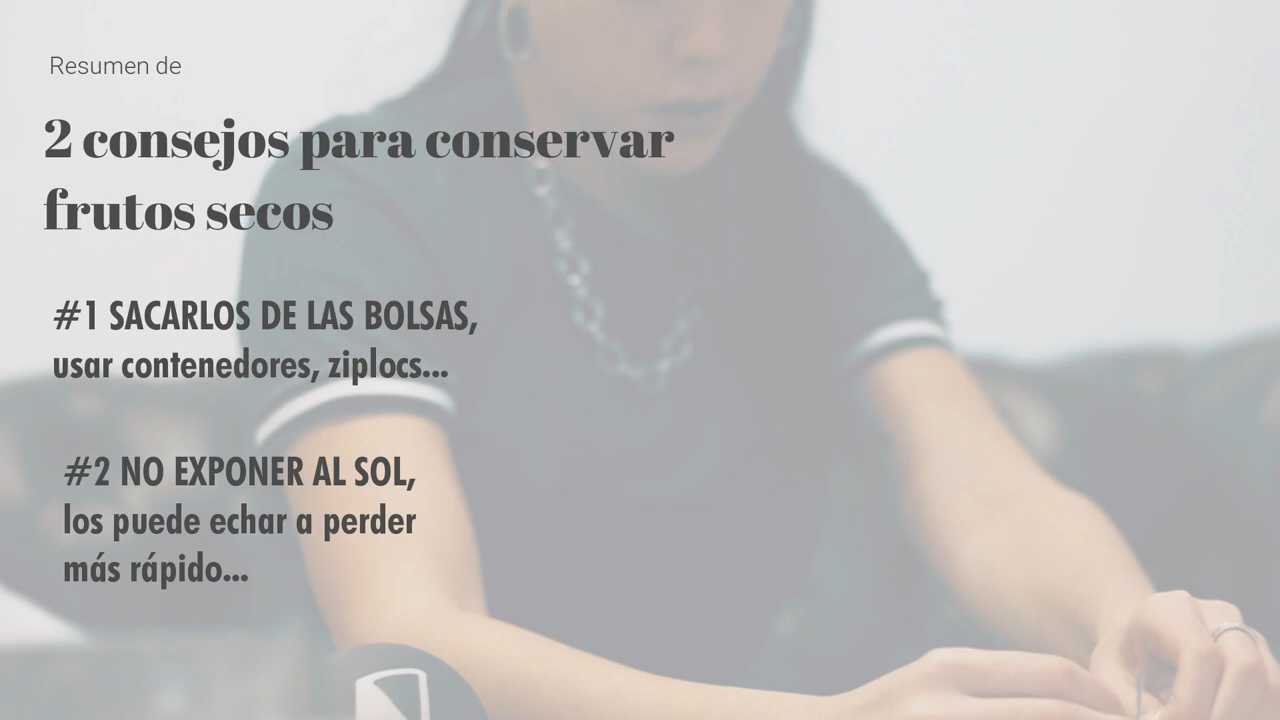 Resumen de
2 consejos para conservar
frutos secos
#1 SACARLOS DE LAS BOLSAS,
usar contenedores, ziplocs...
#2 NO EXPONER AL SOL,
los puede echar a perder
más rápido...